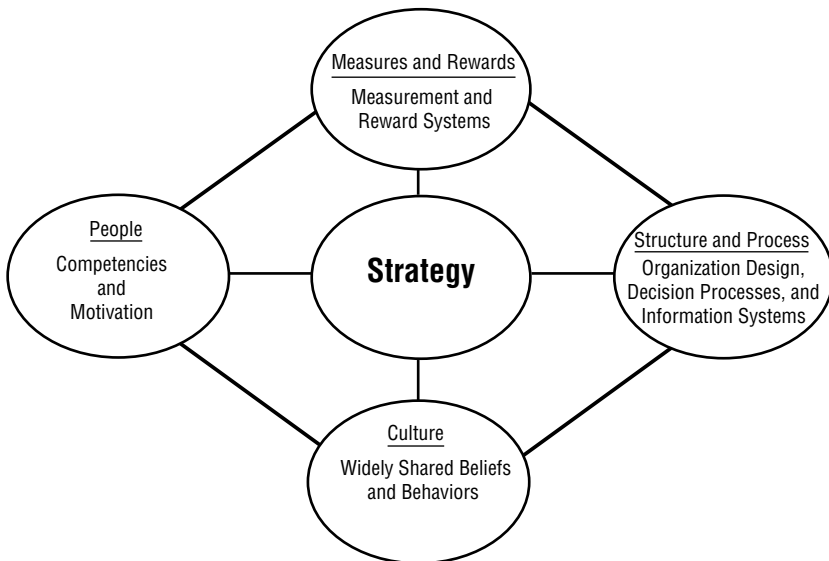 Measures and Rewards
Measurement and
Reward Systems
People
Competencies
and
Motivation
Strategy
Structure and Process
Organization Design,
Decision Processes, and
Information Systems
Culture
Widely Shared Beliefs
and Behaviors